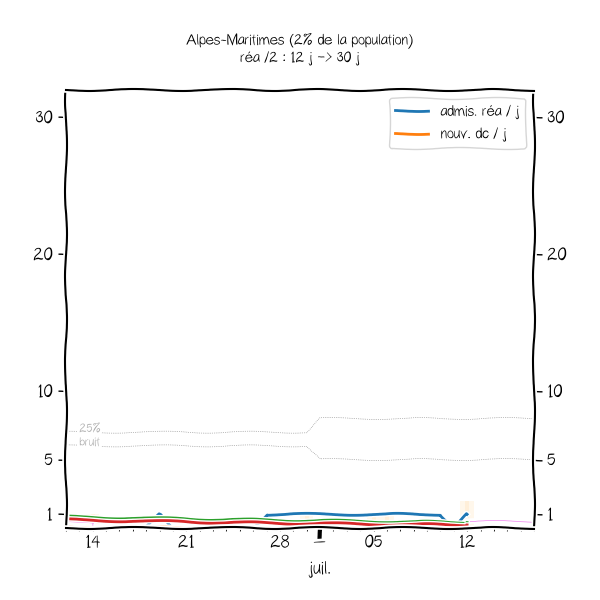 Alpes-Maritimes (2% de la population)
réa /2 : 12 j -> 30 j
admis. réa / j
nouv. dc / j
30
30
20
20
10
10
25%
bruit
5
5
1
1
14 21 28 1 05 12
juil.